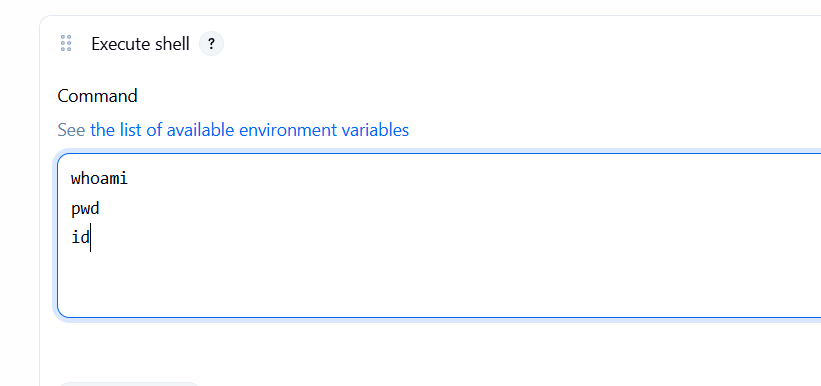 Execute shell ?
Command
See the list of available environment variables
whoami
pwd
id